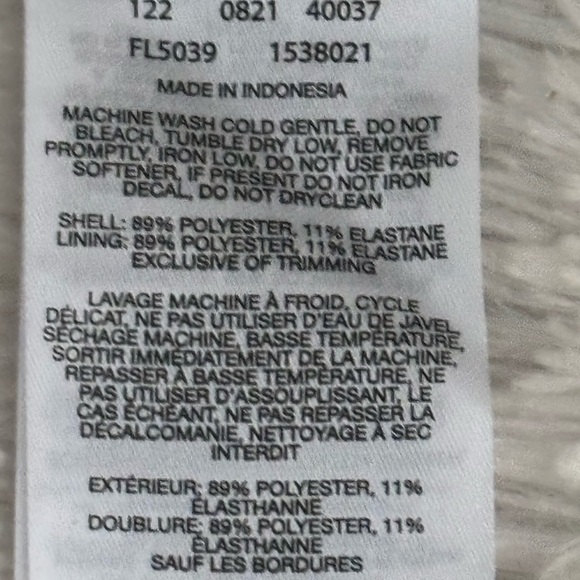 122 0821 40037
FL5039 1538021
MADE IN INDONESIA
MACHINE WASH COLD GENTLE, DO NOT
BLEACH, TUMBLE DRY LOW, REMOVE
PROMPTLY, IRON LOW, DO NOT USE FABRIC
SOFTENER, IF PRESENT DO NOT IRON
DECAL, DO NOT DRYCLEAN
SHELL: 89% POLYESTER, 11% ELASTANE
LINING: 89% POLYESTER, 11% ELASTANE
EXCLUSIVE OF TRIMMING
LAVAGE MACHINE À FROID, CYCLE
DÉLICAT, NE PAS UTILISER D'EAU DE JAVEL,
SÉCHAGE MACHINE, BASSE TEMPÉRATURE,
SORTIR IMMÉDIATEMENT DE LA MACHINE,
REPASSER À BASSE TEMPÉRATURE, NE
PAS UTILISER D'ASSOUPLISSANT, LE
CAS ÉCHÉANT, NE PAS REPASSER LA
DÉCALCOMANIE, NETTOYAGE À SEC
INTERDIT
EXTÉRIEUR: 89% POLYESTER, 11%
ÉLASTHANNE
DOUBLURE: 89% POLYESTER, 11%
ÉLASTHANNE
SAUF LES BORDURES